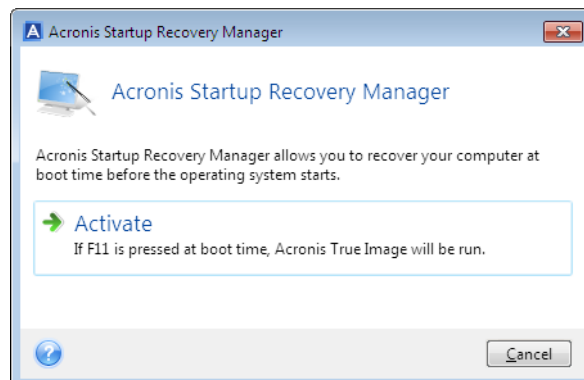 A Acronis Startup Recovery Manager
Acronis Startup Recovery Manager
Acronis Startup Recovery Manager allows you to recover your computer at
boot time before the operating system starts.
Activate
If F11 is pressed at boot time, Acronis True Image will be run.
? Cancel